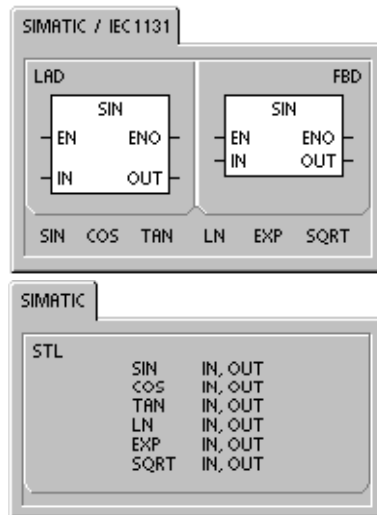 SIMATIC / IEC1131
LAD FBD
SIN SIN
EN ENO EN ENO
IN OUT IN OUT
SIN COS TAN LN EXP SQRT
SIMATIC
STL
SIN IN, OUT
COS IN, OUT
TAN IN, OUT
LN IN, OUT
EXP IN, OUT
SQRT IN, OUT